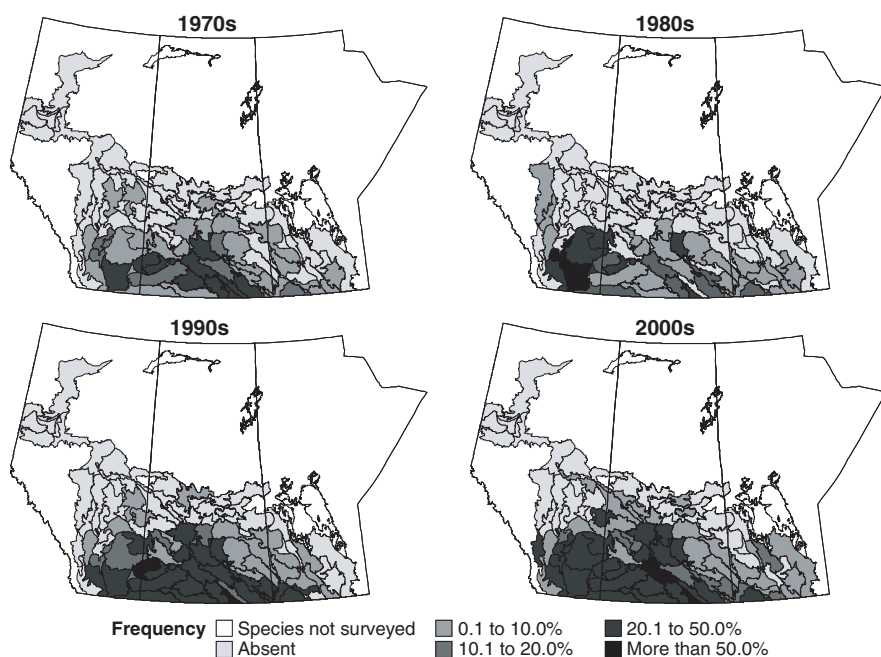 1970s
1980s
1990s
2000s
Frequency Species not surveyed 0.1 to 10.0% 20.1 to 50.0%
Absent 10.1 to 20.0% More than 50.0%